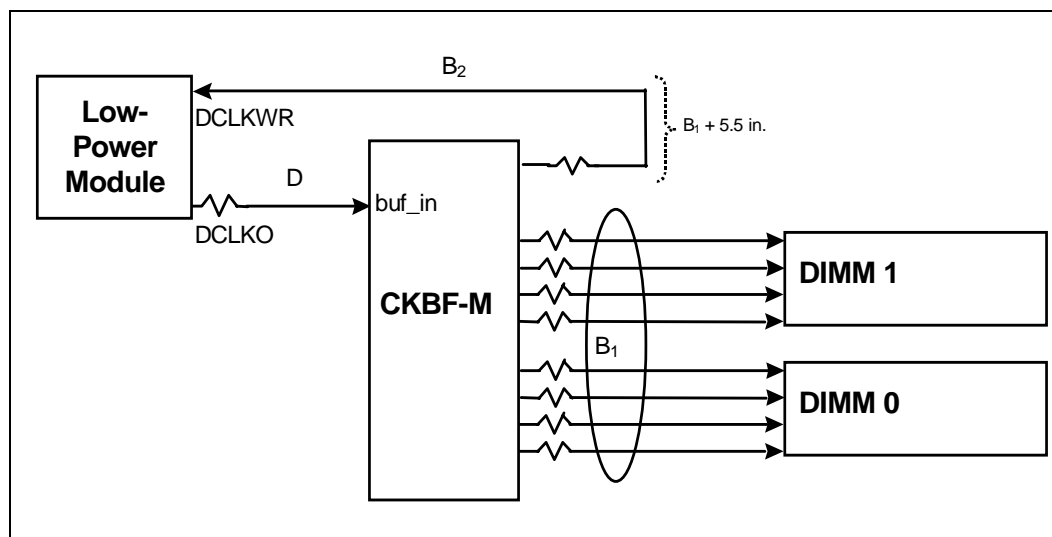 B₂
Low-
Power
Module
DCLKWR
B₁ + 5.5 in.
D
DCLKO
buf_in
CKBF-M
DIMM 1
B₁
DIMM 0